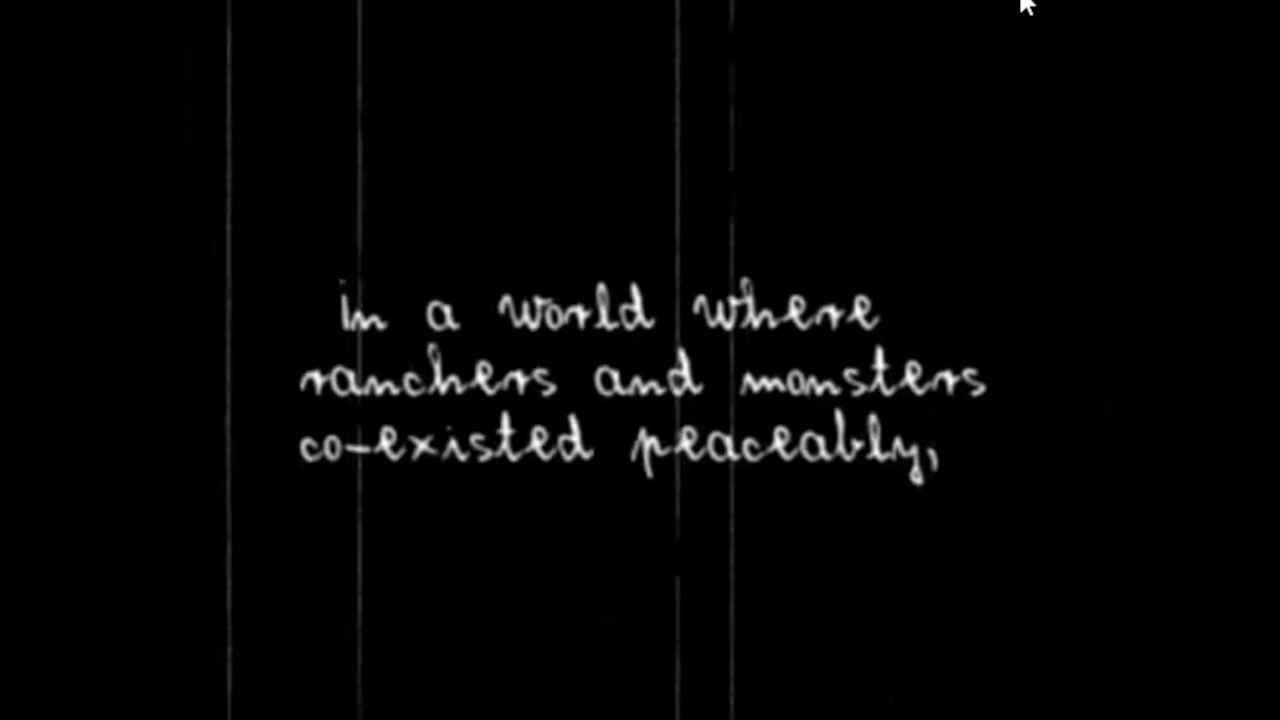 in a world where
ranchers and monsters
co-existed peaceably,